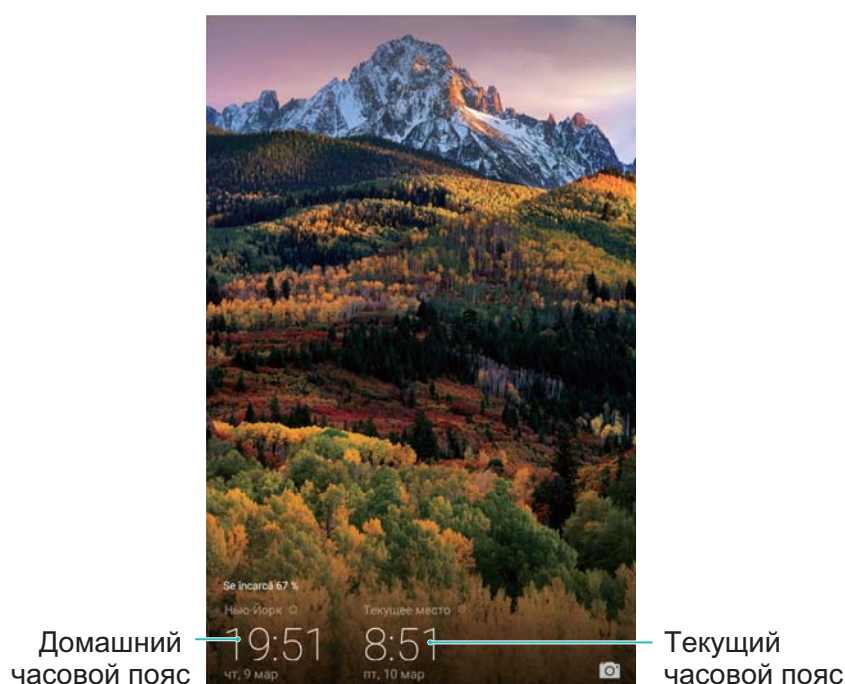 Se încarcă 67 %
Нью-Йорк Текущее место
19:51 8:51
чт, 9 мар пт, 10 мар
Домашний
часовой пояс
Текущий
часовой пояс